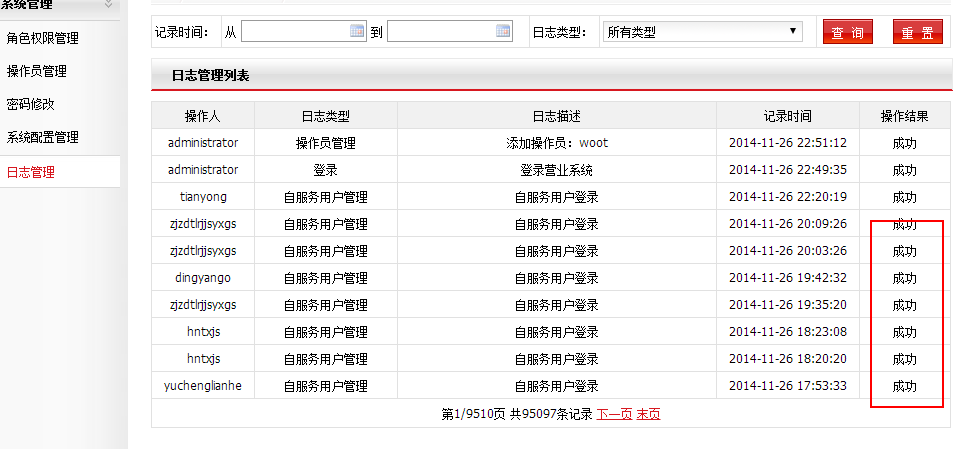 系统管理
角色权限管理
操作员管理
密码修改
系统配置管理
日志管理
记录时间： 从 到 日志类型： 所有类型 查 询 重 置
日志管理列表
操作人 日志类型 日志描述 记录时间 操作结果
administrator 操作员管理 添加操作员：woot 2014-11-26 22:51:12 成功
administrator 登录 登录营业系统 2014-11-26 22:49:35 成功
tianyong 自服务用户管理 自服务用户登录 2014-11-26 22:20:19 成功
zjzdtlrjjsyxgs 自服务用户管理 自服务用户登录 2014-11-26 20:09:26 成功
zjzdtlrjjsyxgs 自服务用户管理 自服务用户登录 2014-11-26 20:03:26 成功
dingyango 自服务用户管理 自服务用户登录 2014-11-26 19:42:32 成功
zjzdtlrjjsyxgs 自服务用户管理 自服务用户登录 2014-11-26 19:35:20 成功
hntxjs 自服务用户管理 自服务用户登录 2014-11-26 18:23:08 成功
hntxjs 自服务用户管理 自服务用户登录 2014-11-26 18:20:20 成功
yuchenglianhe 自服务用户管理 自服务用户登录 2014-11-26 17:53:33 成功
第1/9510页 共95097条记录 下一页 末页